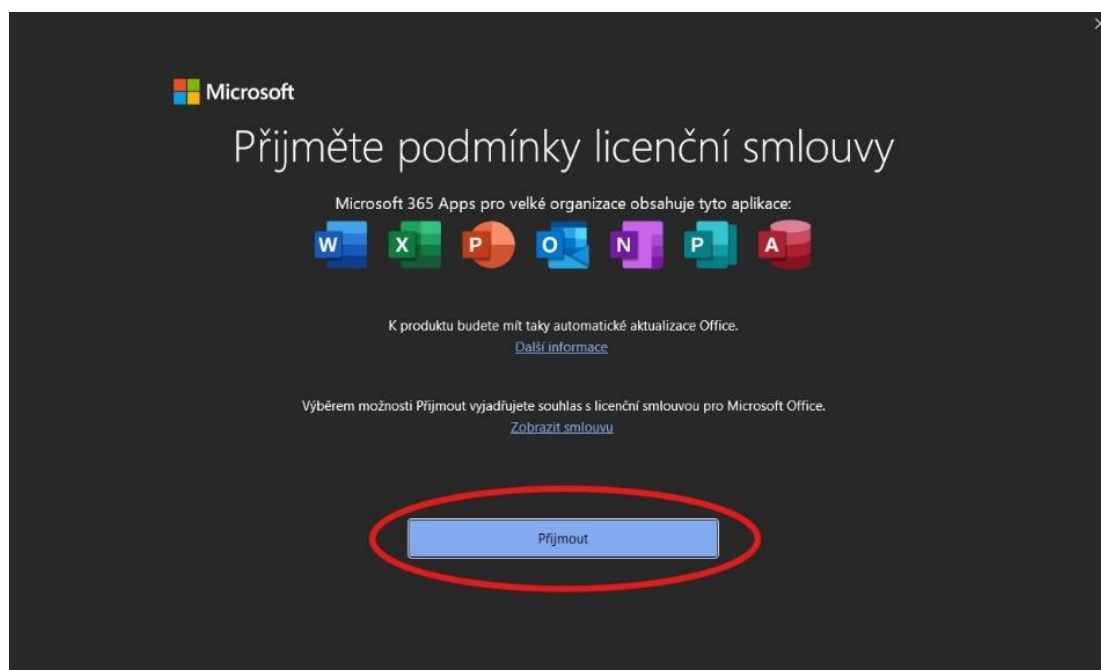 Microsoft
Přijměte podmínky licenční smlouvy
Microsoft 365 Apps pro velké organizace obsahuje tyto aplikace:
W X P O N P A
K produktu budete mít taky automatické aktualizace Office.
Další informace
Výběrem možnosti Přijmout vyjadřujete souhlas s licenční smlouvou pro Microsoft Office.
Zobrazit smlouvu
Přijmout